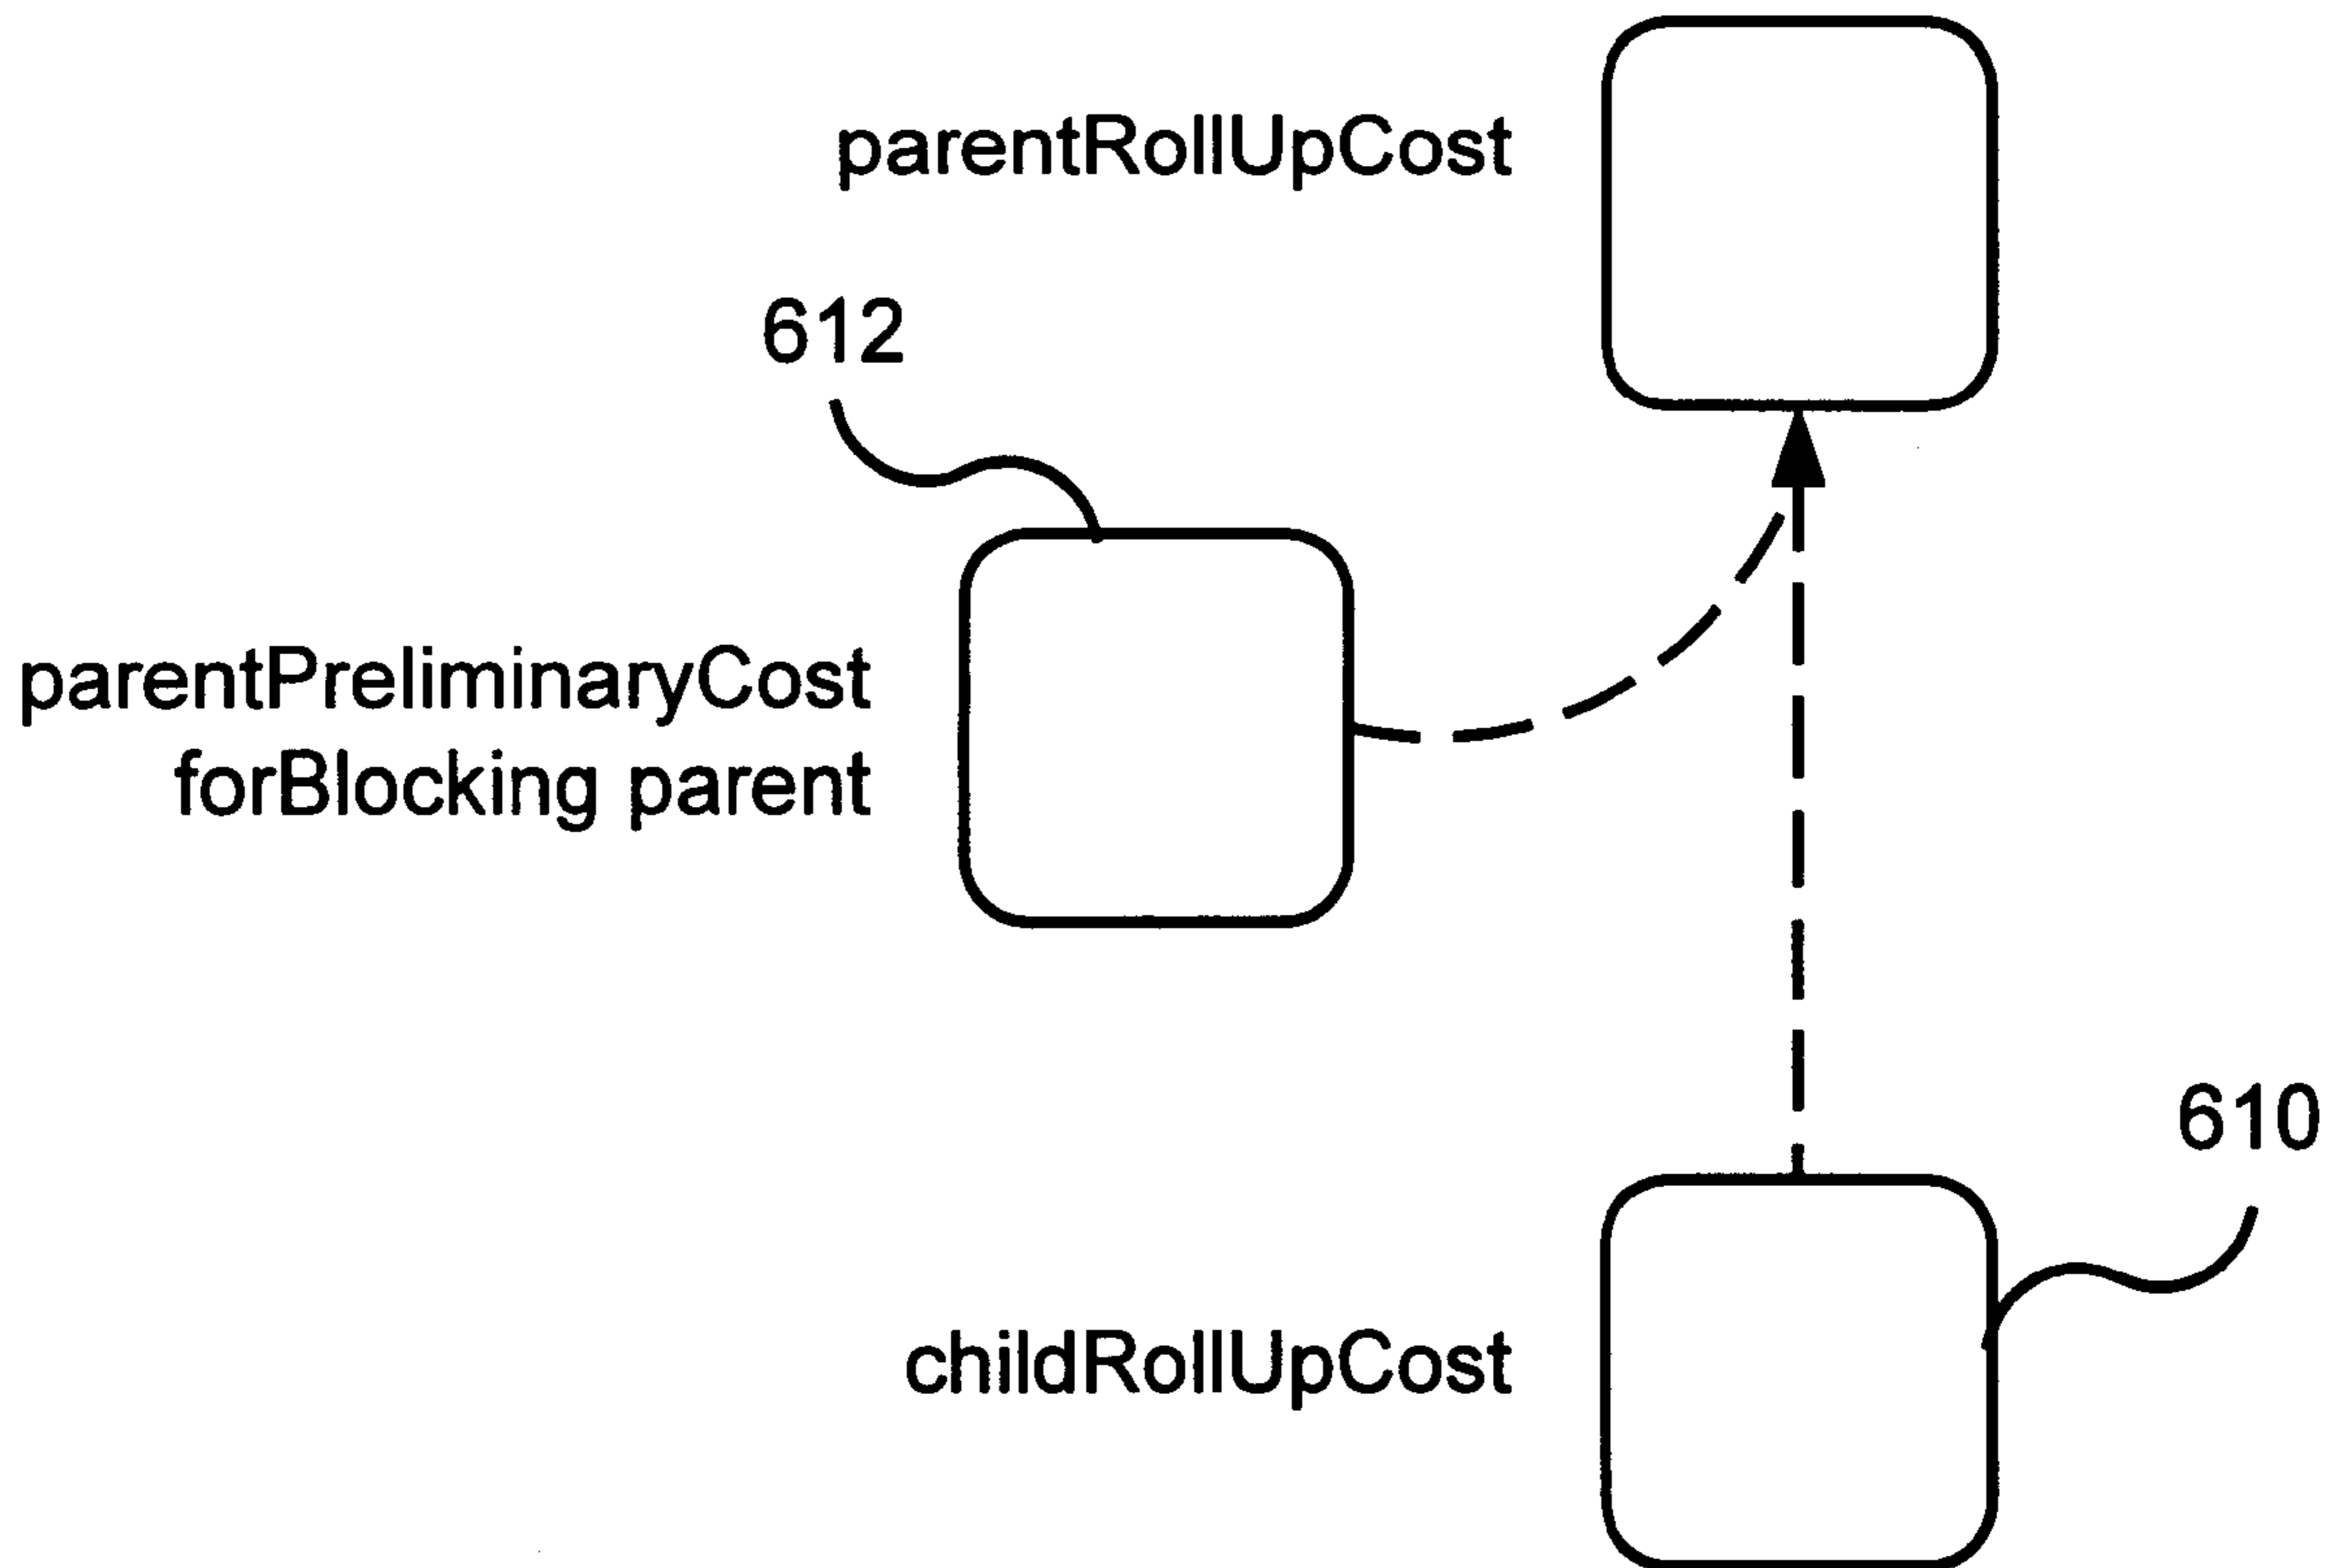 parentRollUpCost
612
parentPreliminaryCost
forBlocking parent
610
childRollUpCost